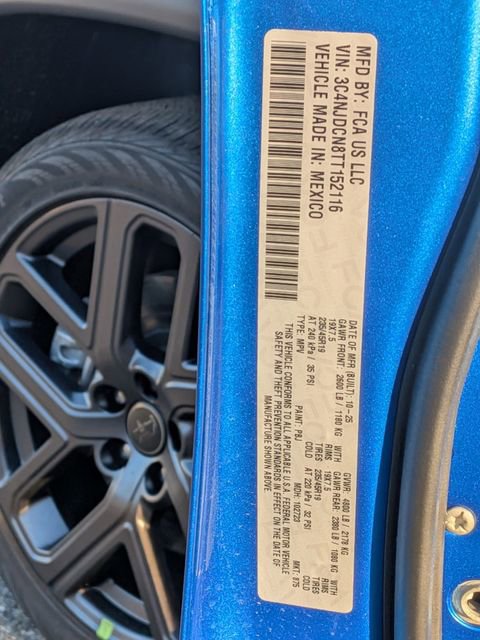 MFD BY: FCA US LLC
VIN: 3C4NJDCN8TT152116
VEHICLE MADE IN: MEXICO
DATE OF MFR (BUILT): 10-25 GVWR: 4800 LB / 2178 KG
GAWR FRONT: 2600 LB / 1180 KG WITH GAWR REAR: 2380 LB / 1080 KG WITH
19X7.5 RIMS 19X7.5 RIMS
235/45R19 TIRES 235/45R19 TIRES
AT 240 kPa / 35 PSI COLD AT 220 kPa / 32 PSI COLD
TYPE: MPV PAINT: PBJ MDH: 102723 MKT: 975
THIS VEHICLE CONFORMS TO ALL APPLICABLE U.S.A. FEDERAL MOTOR VEHICLE
SAFETY AND THEFT PREVENTION STANDARDS IN EFFECT ON THE DATE OF
MANUFACTURE SHOWN ABOVE.